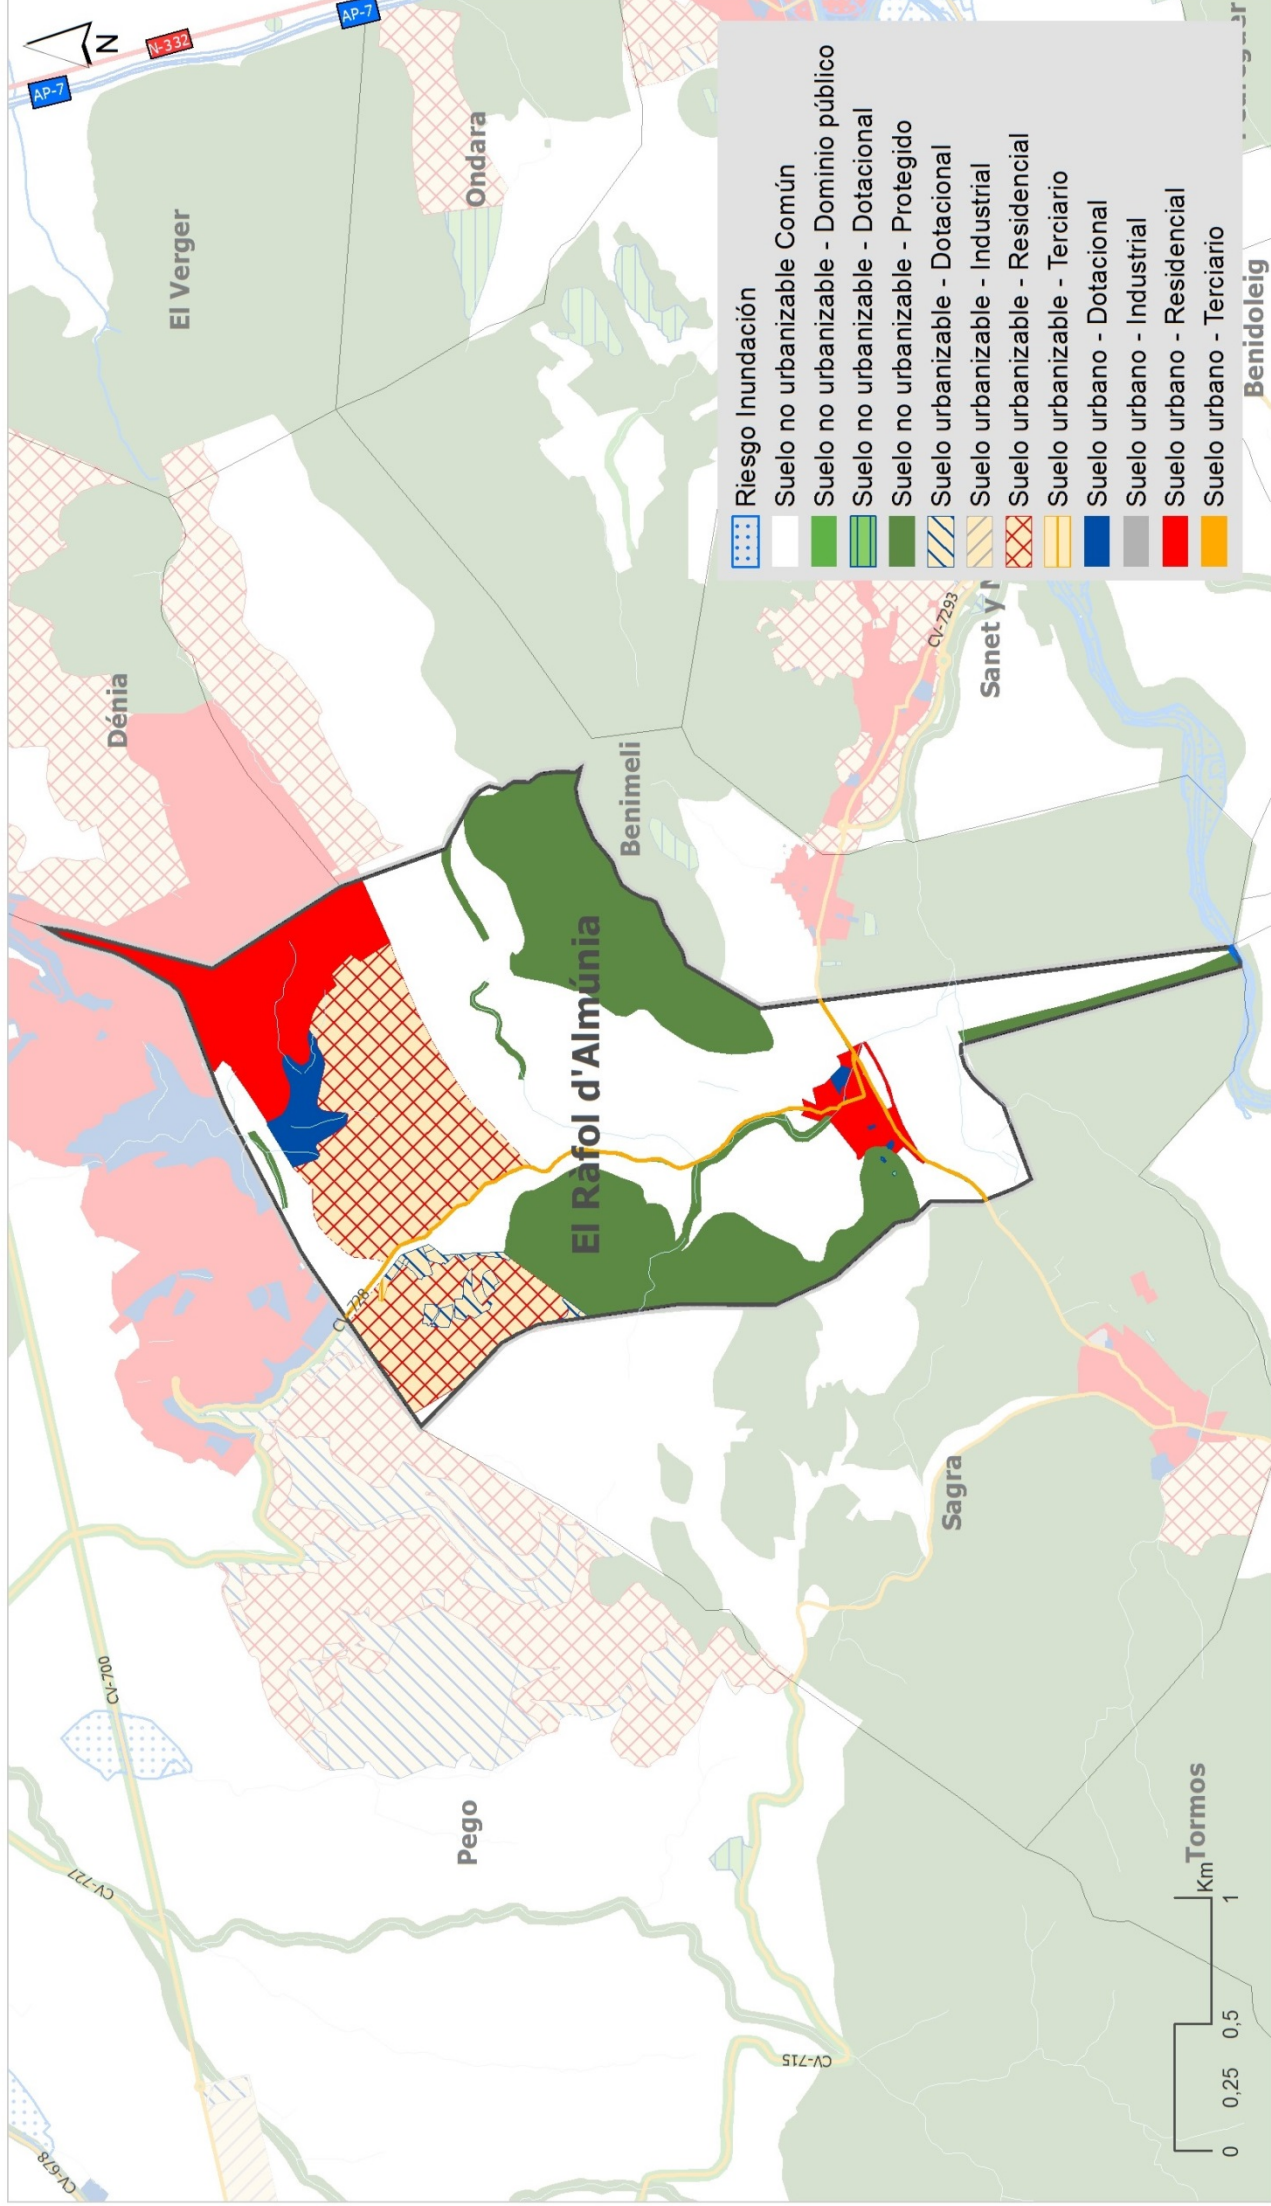 N
AP-7
N-332
AP-7
El Verger
Ondara
Dénia
Benimeli
El Ràfol d'Almúnia
CV-728
CV-700
CV-727
CV-678
CV-715
Pego
Sagra
Tormos
CV-7293
Sanet y N
Benidoleig
Riesgo Inundación
Suelo no urbanizable Común
Suelo no urbanizable - Dominio público
Suelo no urbanizable - Dotacional
Suelo no urbanizable - Protegido
Suelo urbanizable - Dotacional
Suelo urbanizable - Industrial
Suelo urbanizable - Residencial
Suelo urbanizable - Terciario
Suelo urbano - Dotacional
Suelo urbano - Industrial
Suelo urbano - Residencial
Suelo urbano - Terciario
Km
0 0,25 0,5 1